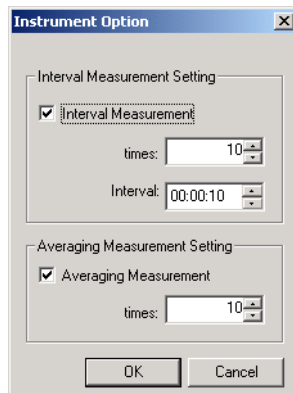 Instrument Option
Interval Measurement Setting
Interval Measurement
times: 10
Interval: 00:00:10
Averaging Measurement Setting
Averaging Measurement
times: 10
OK Cancel